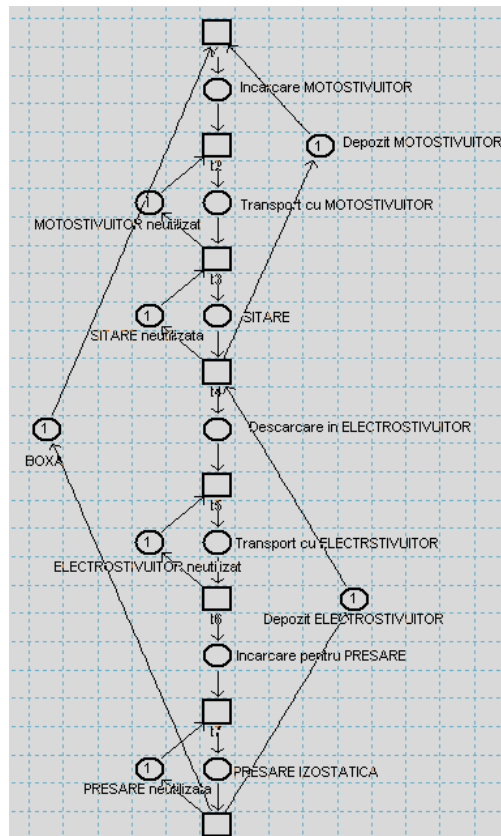 Incarcare MOTOSTIVUITOR
1
Depozit MOTOSTIVUITOR
t2
1
Transport cu MOTOSTIVUITOR
MOTOSTIVUITOR neutilizat
t3
1
SITARE
SITARE neutilizata
t4
1
Descarcare in ELECTROSTIVUITOR
BOXA
t5
1
Transport cu ELECTRSTIVUITOR
ELECTROSTIVUITOR neutilizat
1
t6
Depozit ELECTROSTIVUITOR
Incarcare pentru PRESARE
t7
1
PRESARE IZOSTATICA
PRESARE neutilizata